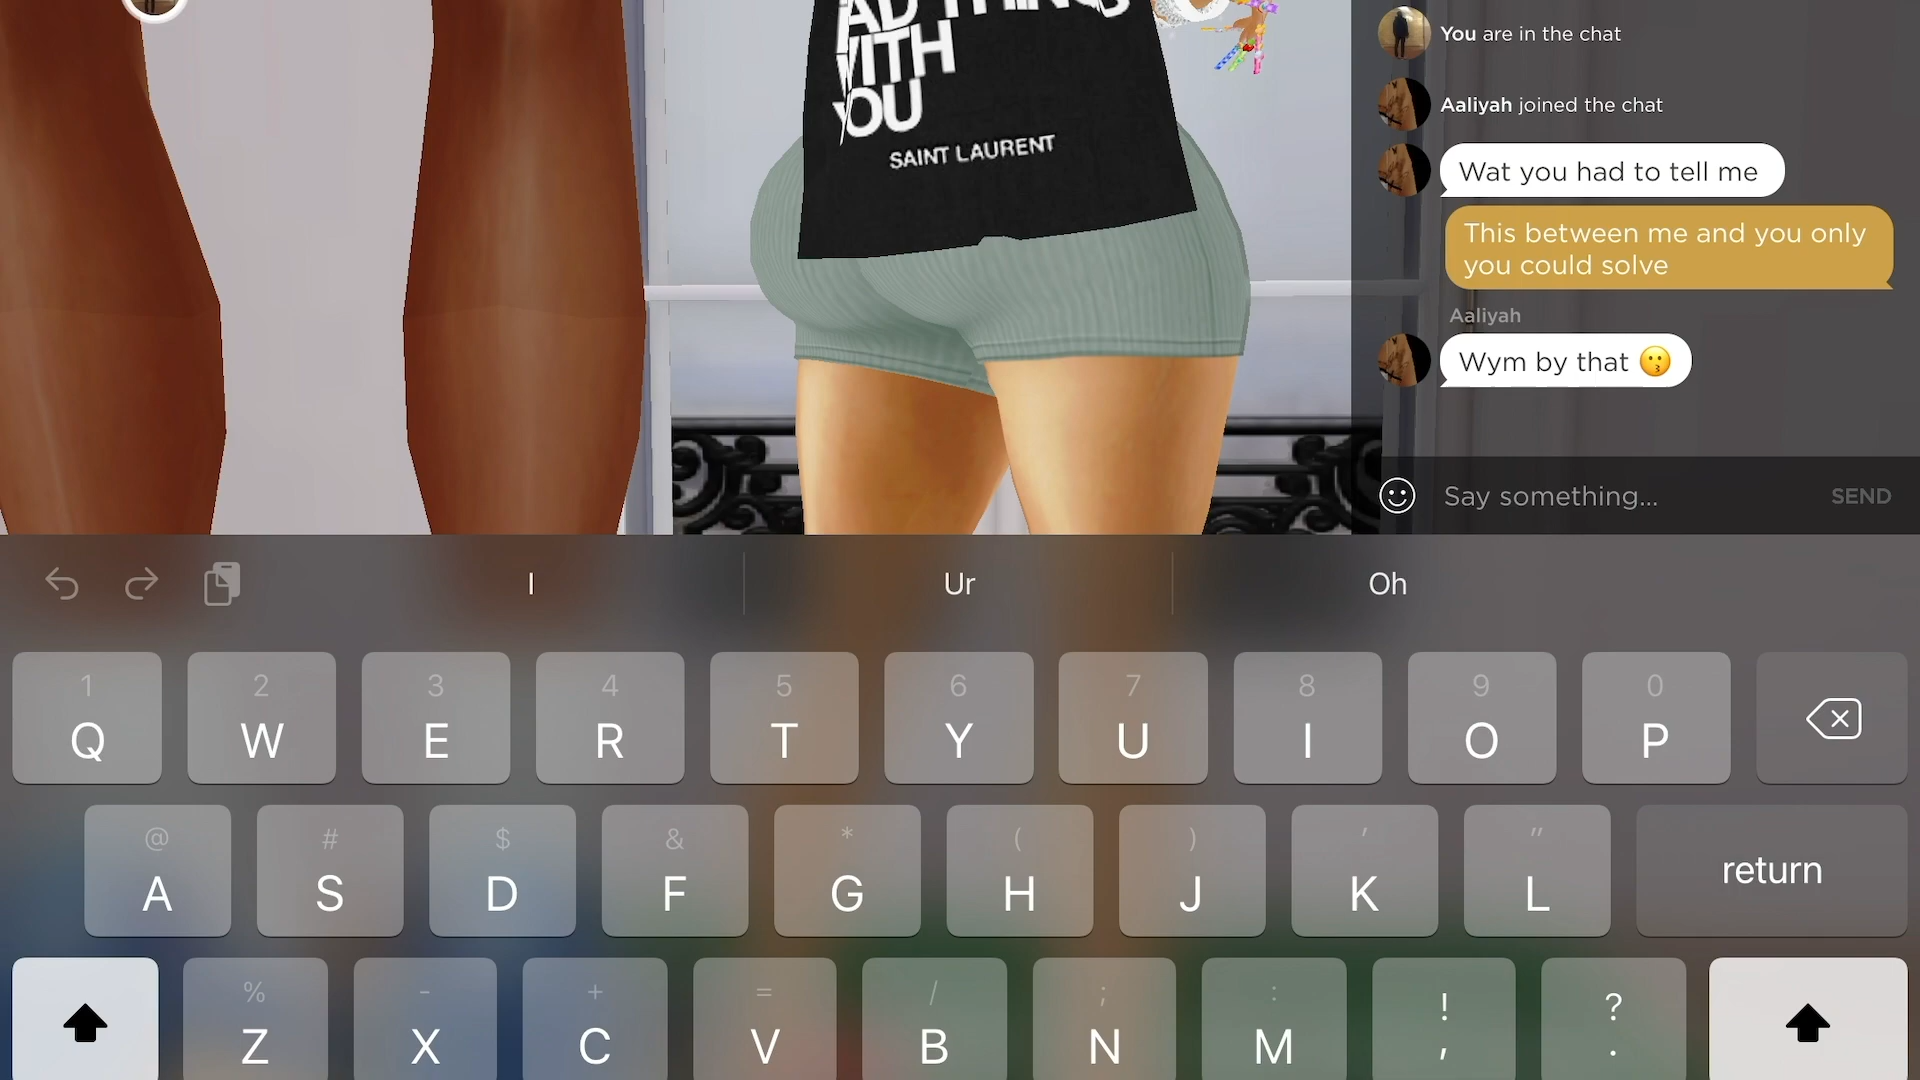 WITH
YOU
SAINT LAURENT
You are in the chat
Aaliyah joined the chat
Wat you had to tell me
This between me and you only
you could solve
Aaliyah
Wym by that 😗
Say something... SEND
I Ur Oh
1 2 3 4 5 6 7 8 9 0
Q W E R T Y U I O P
@ # $ & * ( ) ' "
A S D F G H J K L return
% - + = / ; : ! ?
Z X C V B N M , .